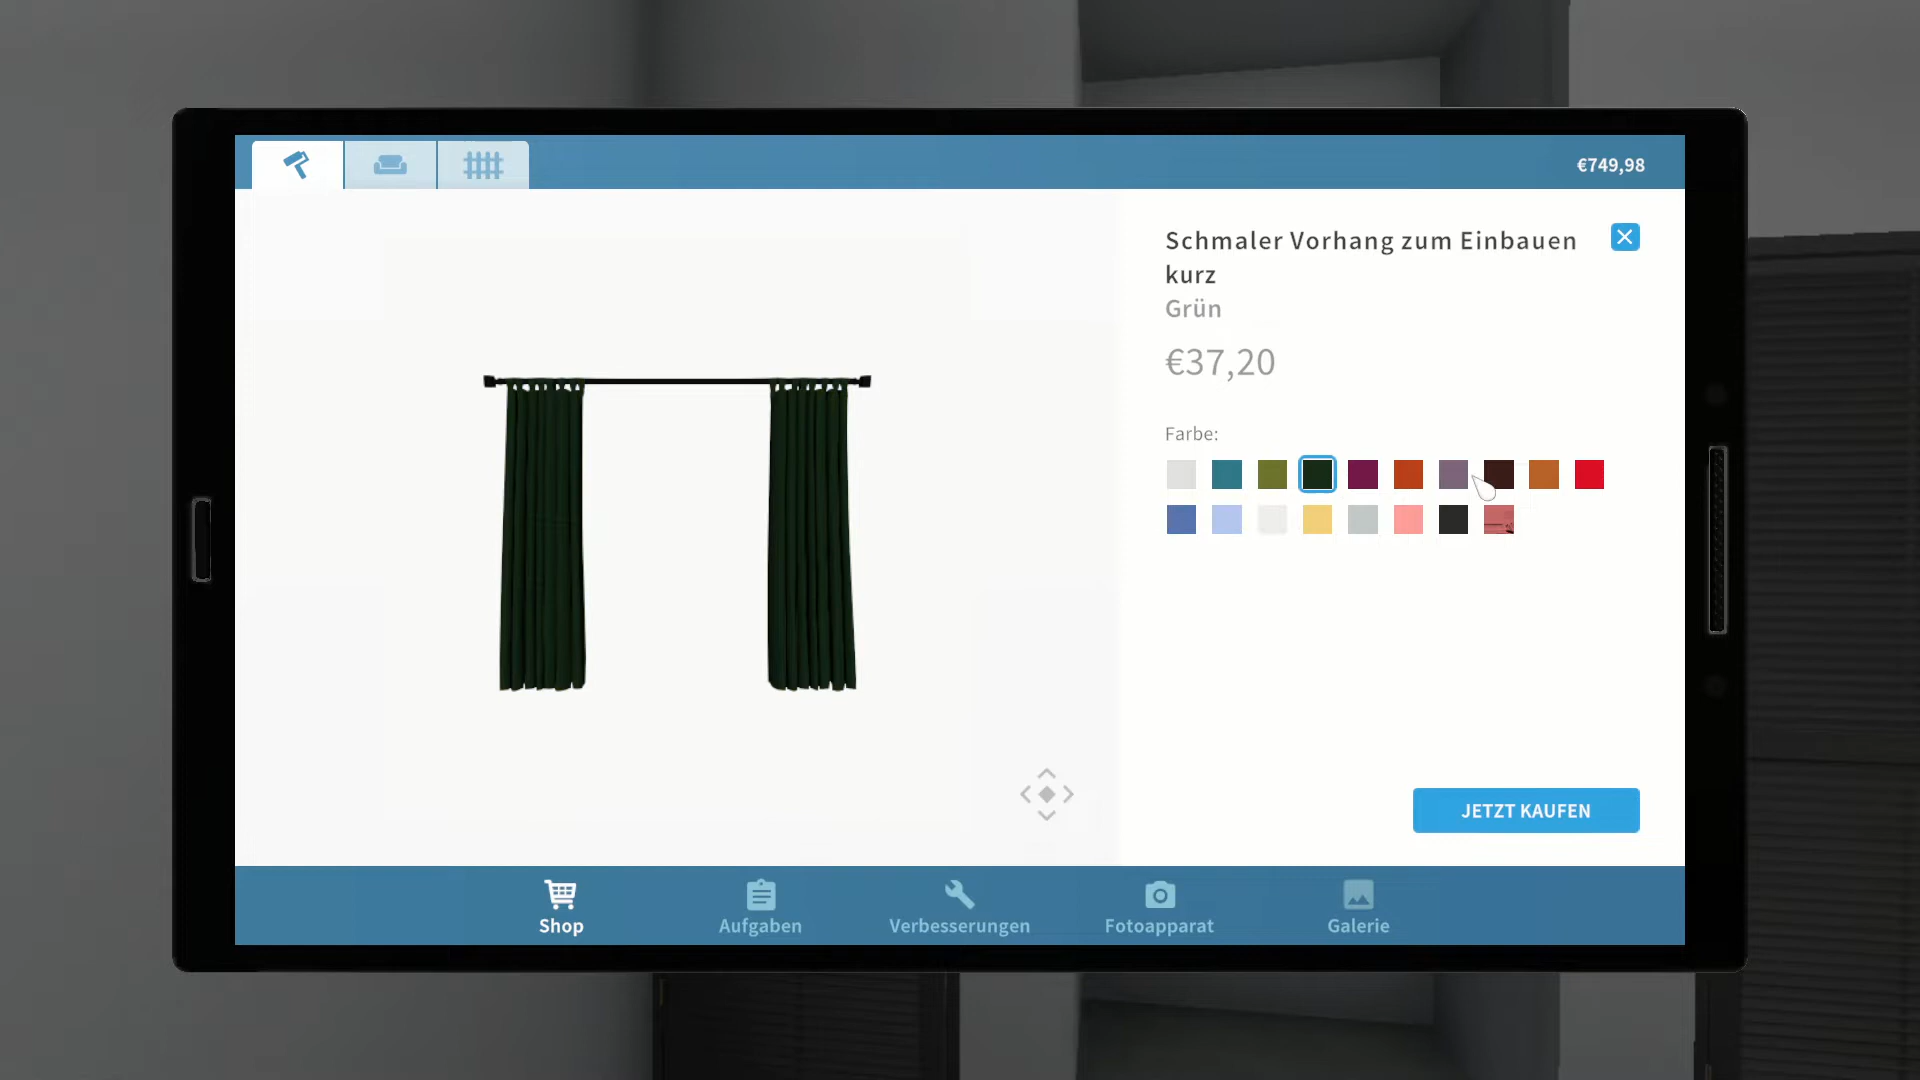 €749,98
Schmaler Vorhang zum Einbauen
kurz
Grün
€37,20
Farbe:
JETZT KAUFEN
Shop
Aufgaben
Verbesserungen
Fotoapparat
Galerie